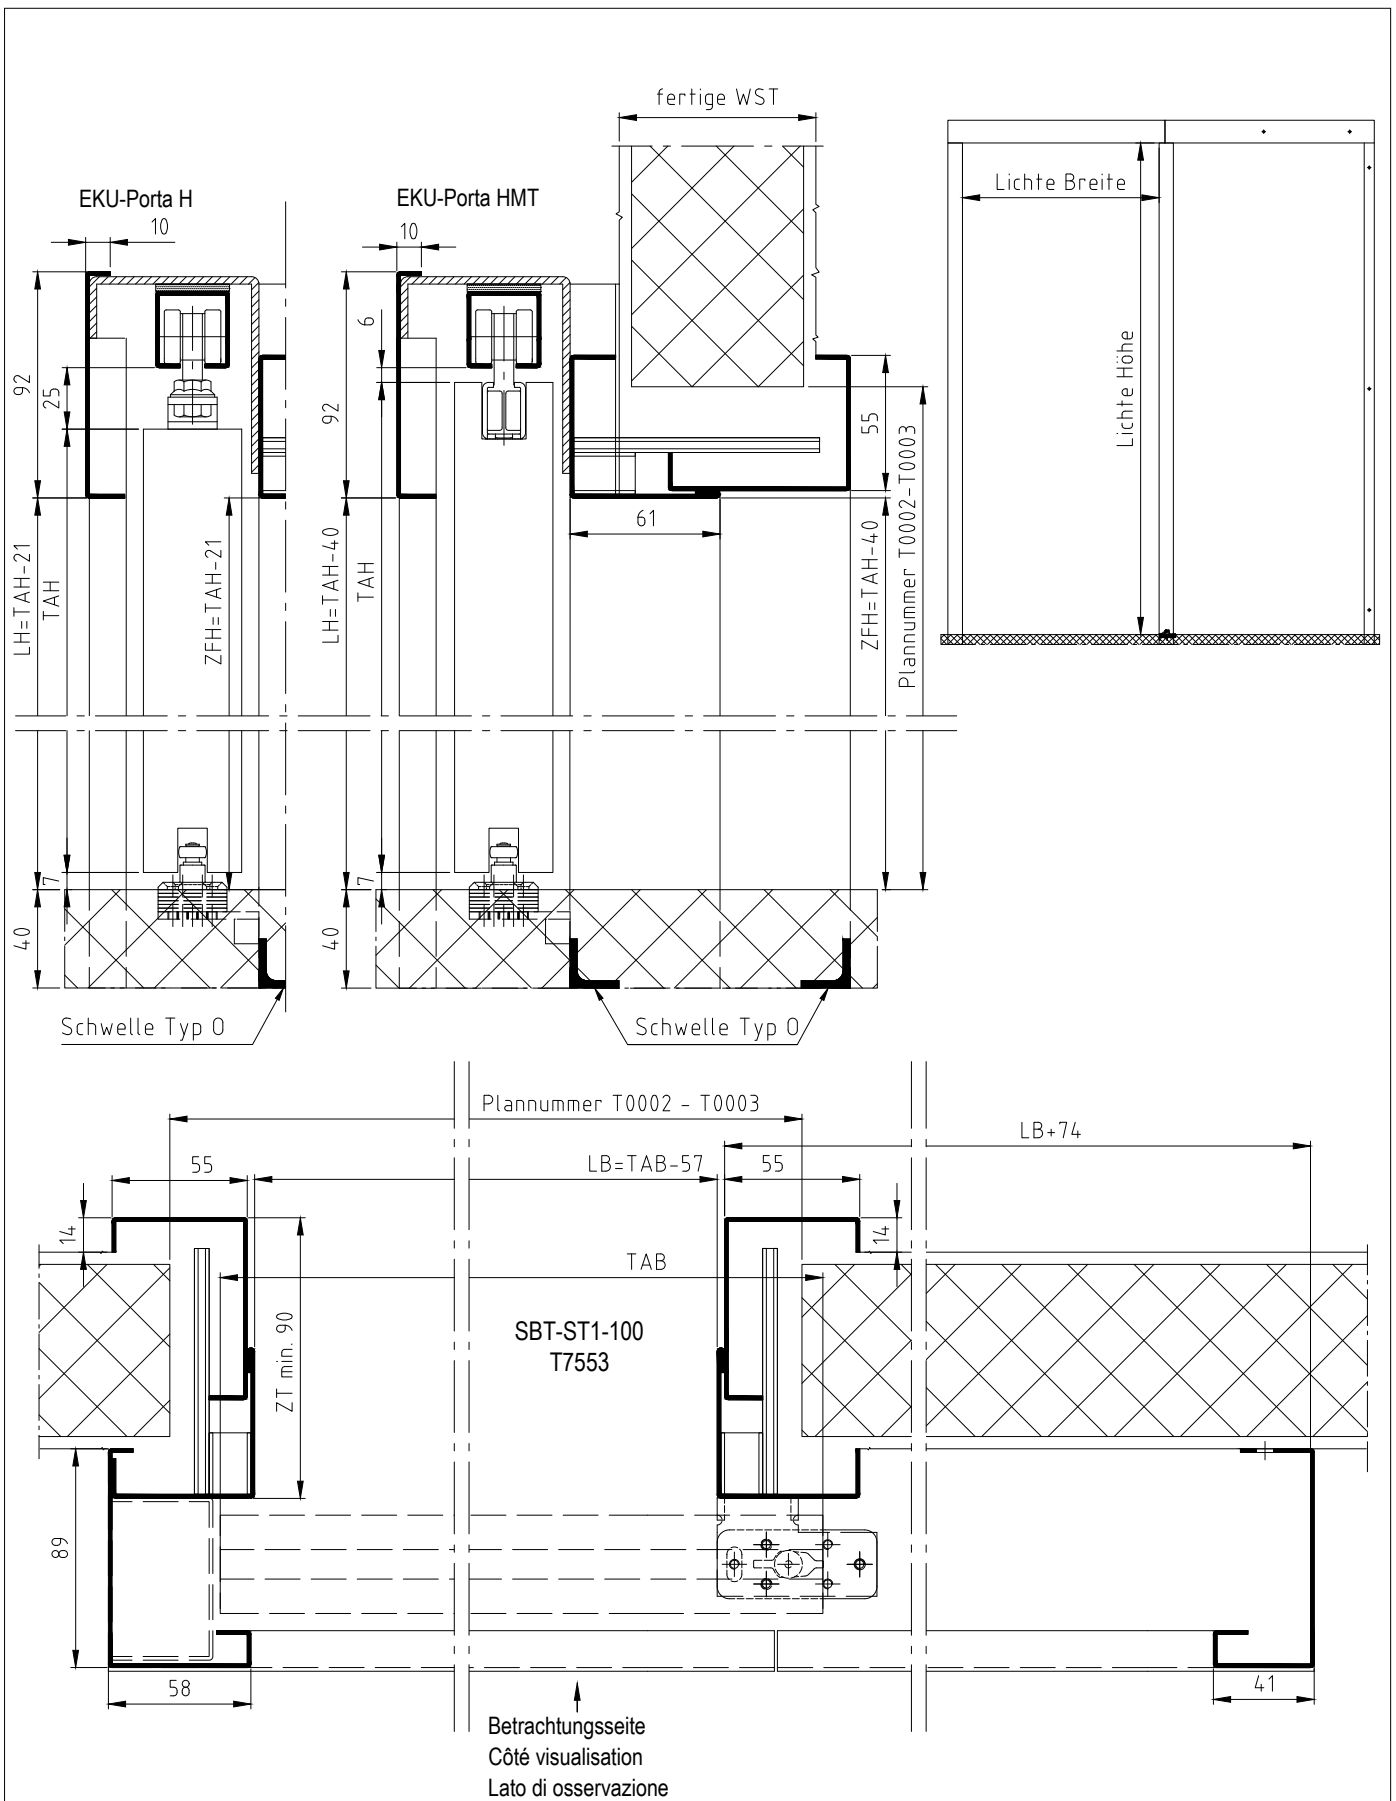 fertige WST
EKU-Porta H
EKU-Porta HMT
10
10
Lichte Breite
Lichte Höhe
92
25
6
92
55
61
LH=TAH-21
TAH
ZFH=TAH-21
LH=TAH-40
TAH
ZFH=TAH-40
Plannummer T0002-T0003
7
40
7
40
Schwelle Typ O
Schwelle Typ O
Plannummer T0002 - T0003
LB+74
55
LB=TAB-57
55
14
14
TAB
ZT min. 90
SBT-ST1-100
T7553
89
58
41
Betrachtungsseite
Côté visualisation
Lato di osservazione